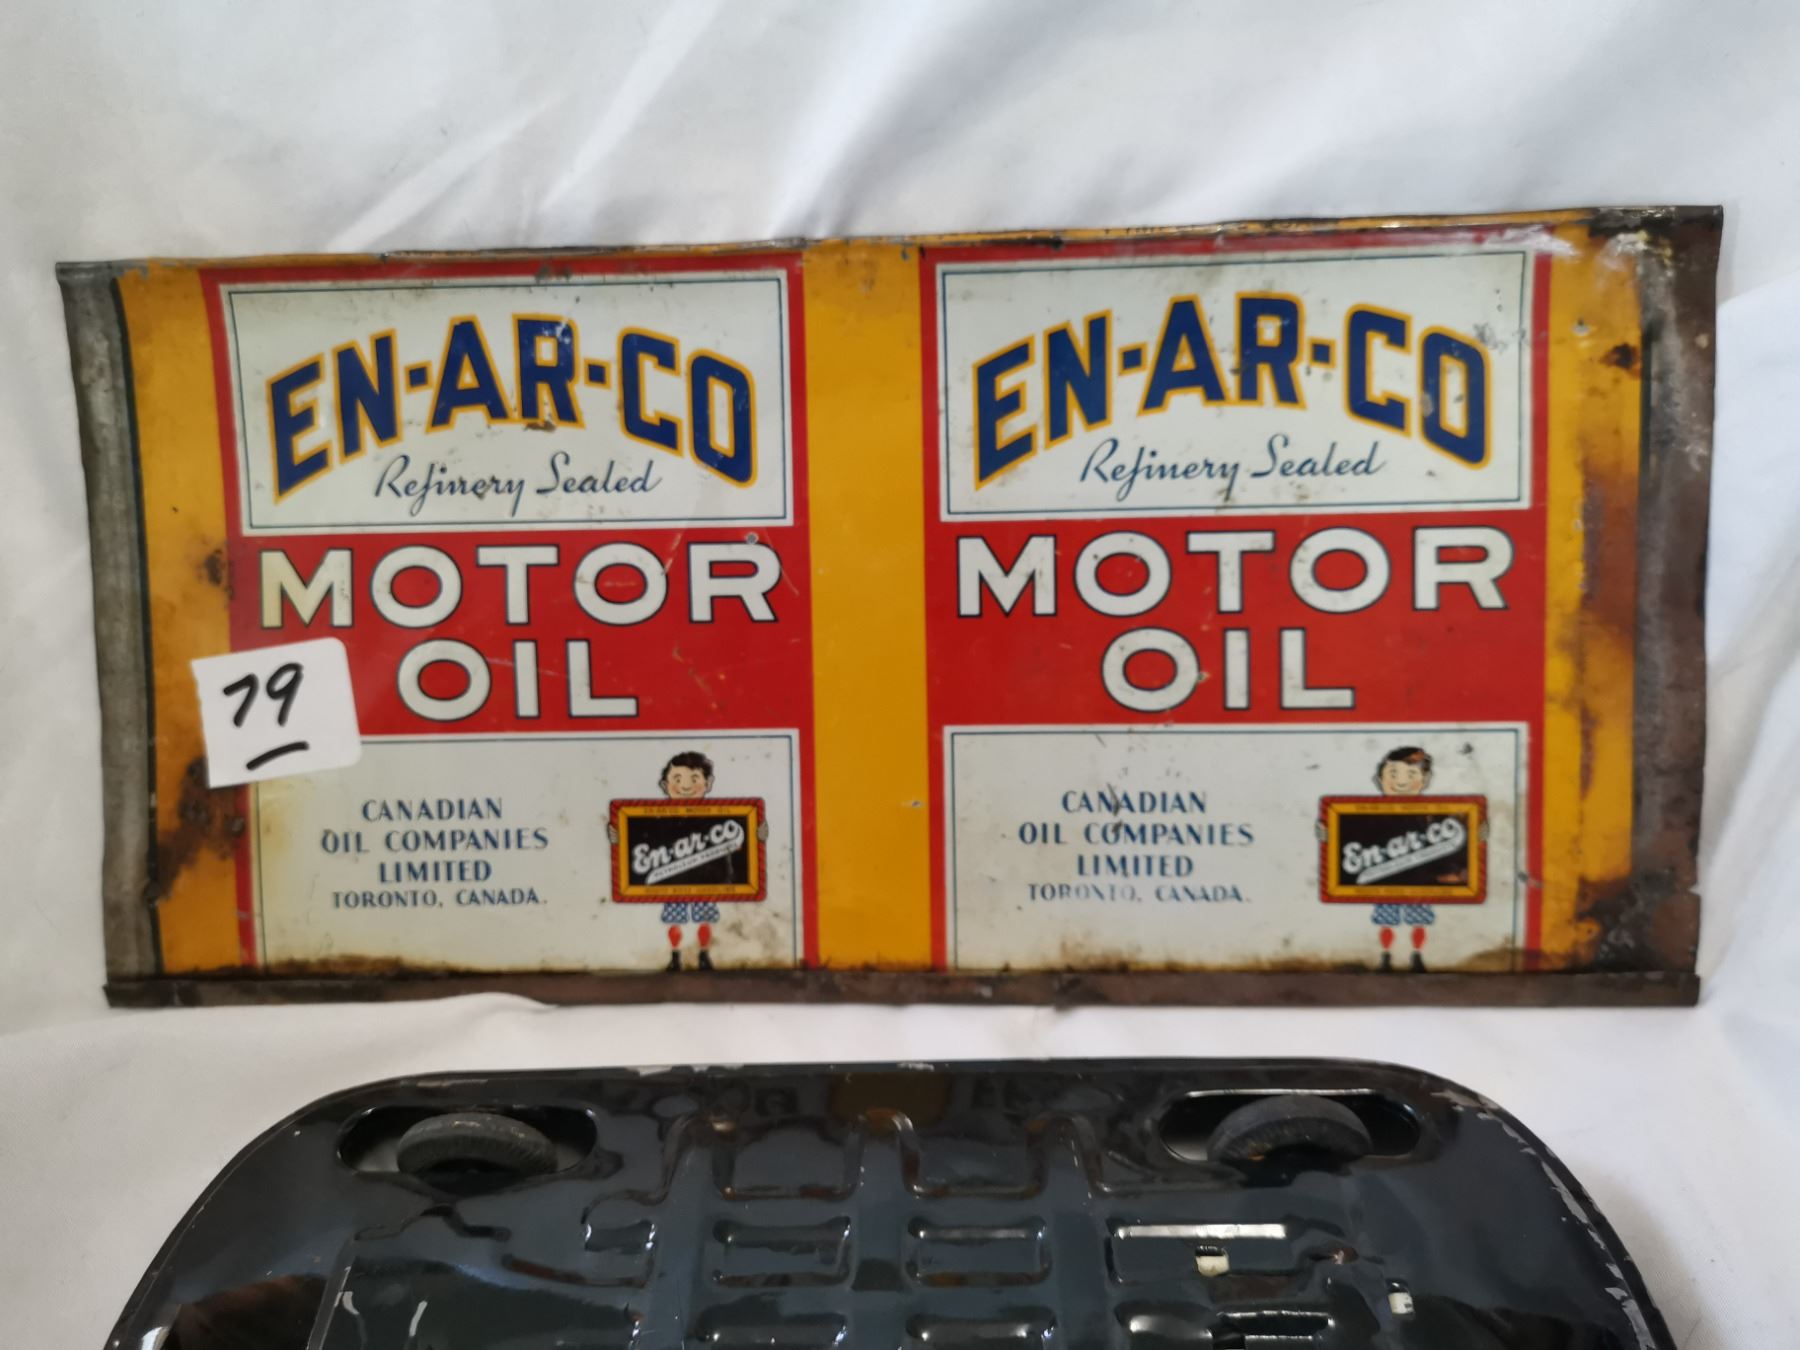 EN-AR-CO
Refinery Sealed
MOTOR
OIL
79
CANADIAN
OIL COMPANIES
LIMITED
TORONTO, CANADA.
En-ar-co
EN-AR-CO
Refinery Sealed
MOTOR
OIL
CANADIAN
OIL COMPANIES
LIMITED
TORONTO, CANADA.
En-ar-co